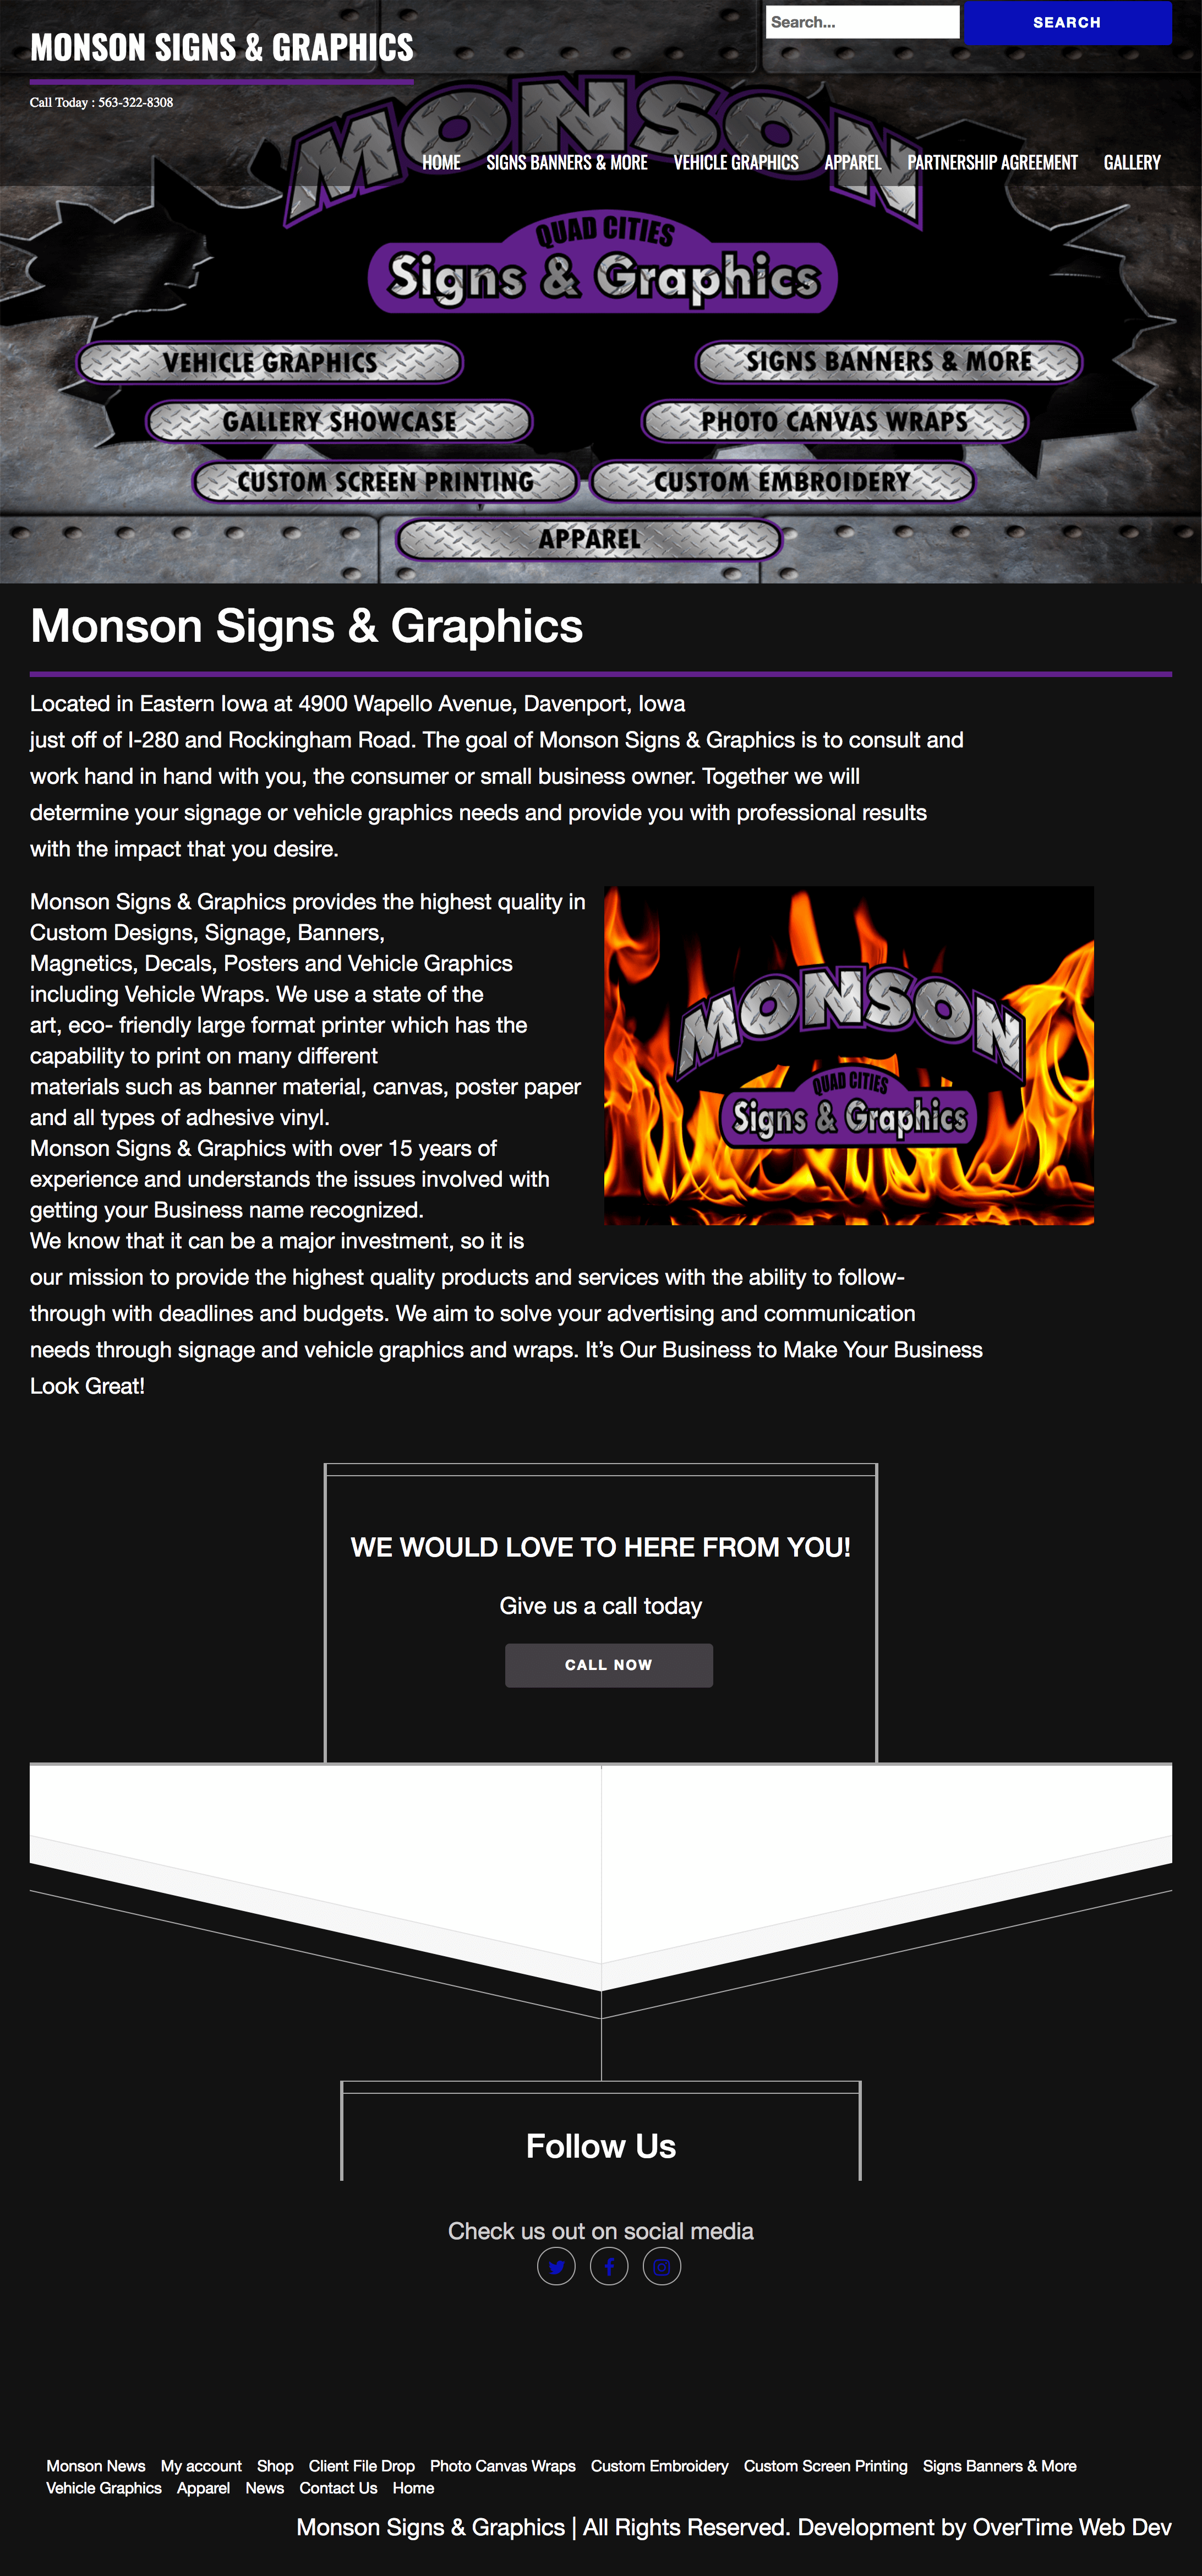 Search...
SEARCH
MONSON SIGNS & GRAPHICS
Call Today : 563-322-8308
MONSON
HOME SIGNS BANNERS & MORE VEHICLE GRAPHICS APPAREL PARTNERSHIP AGREEMENT GALLERY
QUAD CITIES
Signs & Graphics
VEHICLE GRAPHICS SIGNS BANNERS & MORE
GALLERY SHOWCASE PHOTO CANVAS WRAPS
CUSTOM SCREEN PRINTING CUSTOM EMBROIDERY
APPAREL
Monson Signs & Graphics
Located in Eastern Iowa at 4900 Wapello Avenue, Davenport, Iowa
just off of I-280 and Rockingham Road. The goal of Monson Signs & Graphics is to consult and
work hand in hand with you, the consumer or small business owner. Together we will
determine your signage or vehicle graphics needs and provide you with professional results
with the impact that you desire.
Monson Signs & Graphics provides the highest quality in
Custom Designs, Signage, Banners,
Magnetics, Decals, Posters and Vehicle Graphics
including Vehicle Wraps. We use a state of the
art, eco- friendly large format printer which has the
capability to print on many different
materials such as banner material, canvas, poster paper
and all types of adhesive vinyl.
Monson Signs & Graphics with over 15 years of
experience and understands the issues involved with
getting your Business name recognized.
We know that it can be a major investment, so it is
our mission to provide the highest quality products and services with the ability to follow-
through with deadlines and budgets. We aim to solve your advertising and communication
needs through signage and vehicle graphics and wraps. It’s Our Business to Make Your Business
Look Great!
MONSON
QUAD CITIES
Signs & Graphics
WE WOULD LOVE TO HERE FROM YOU!
Give us a call today
CALL NOW
Follow Us
Check us out on social media
Monson News My account Shop Client File Drop Photo Canvas Wraps Custom Embroidery Custom Screen Printing Signs Banners & More
Vehicle Graphics Apparel News Contact Us Home
Monson Signs & Graphics | All Rights Reserved. Development by OverTime Web Dev